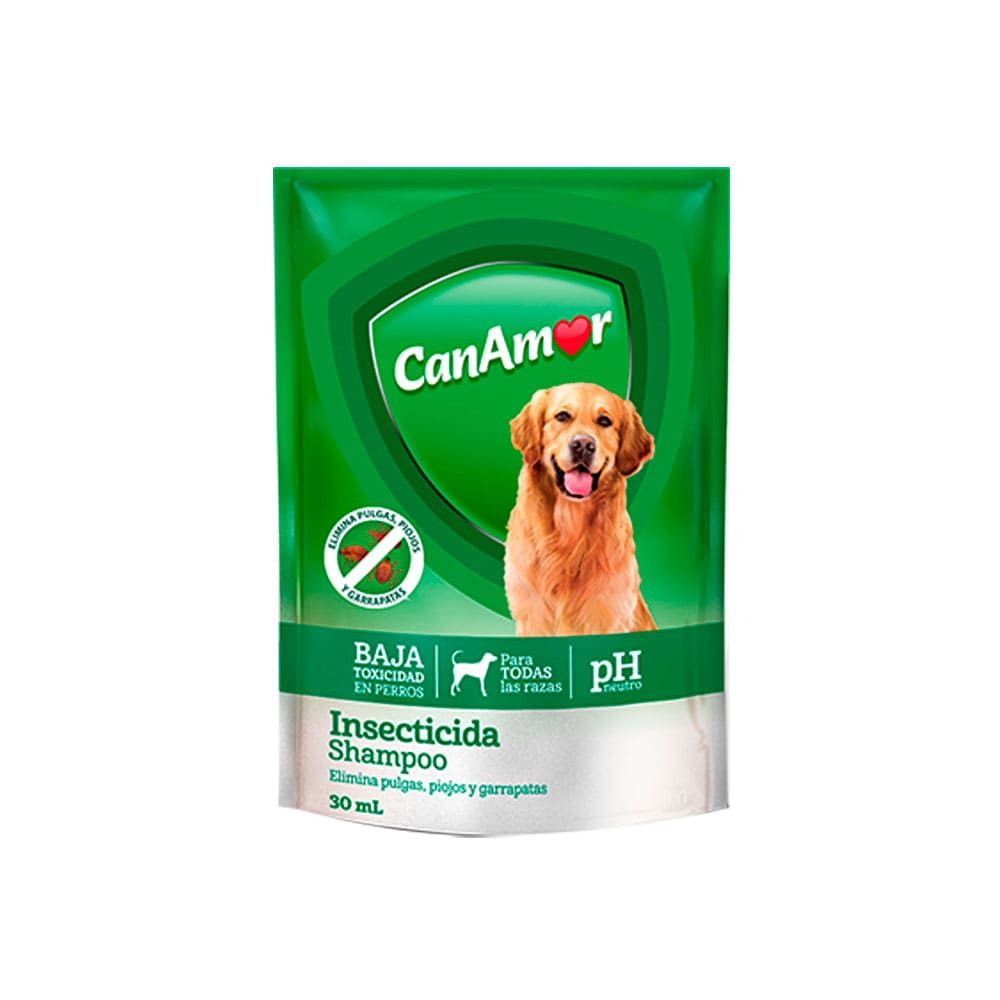 CanAmor
ELIMINA PULGAS, PIOJOS
Y GARRAPATAS
BAJA
TOXICIDAD
EN PERROS
Para
TODAS
las razas
pH
neutro
Insecticida
Shampoo
Elimina pulgas, piojos y garrapatas
30 mL